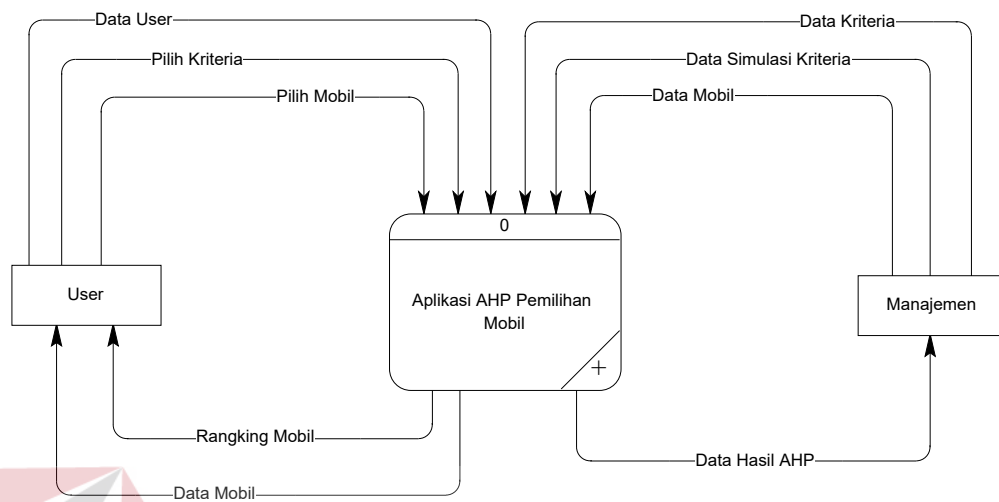 Data User
Data Kriteria
Pilih Kriteria
Data Simulasi Kriteria
Pilih Mobil
Data Mobil
0
Aplikasi AHP Pemilihan
Mobil
+
User
Manajemen
Rangking Mobil
Data Hasil AHP
Data Mobil